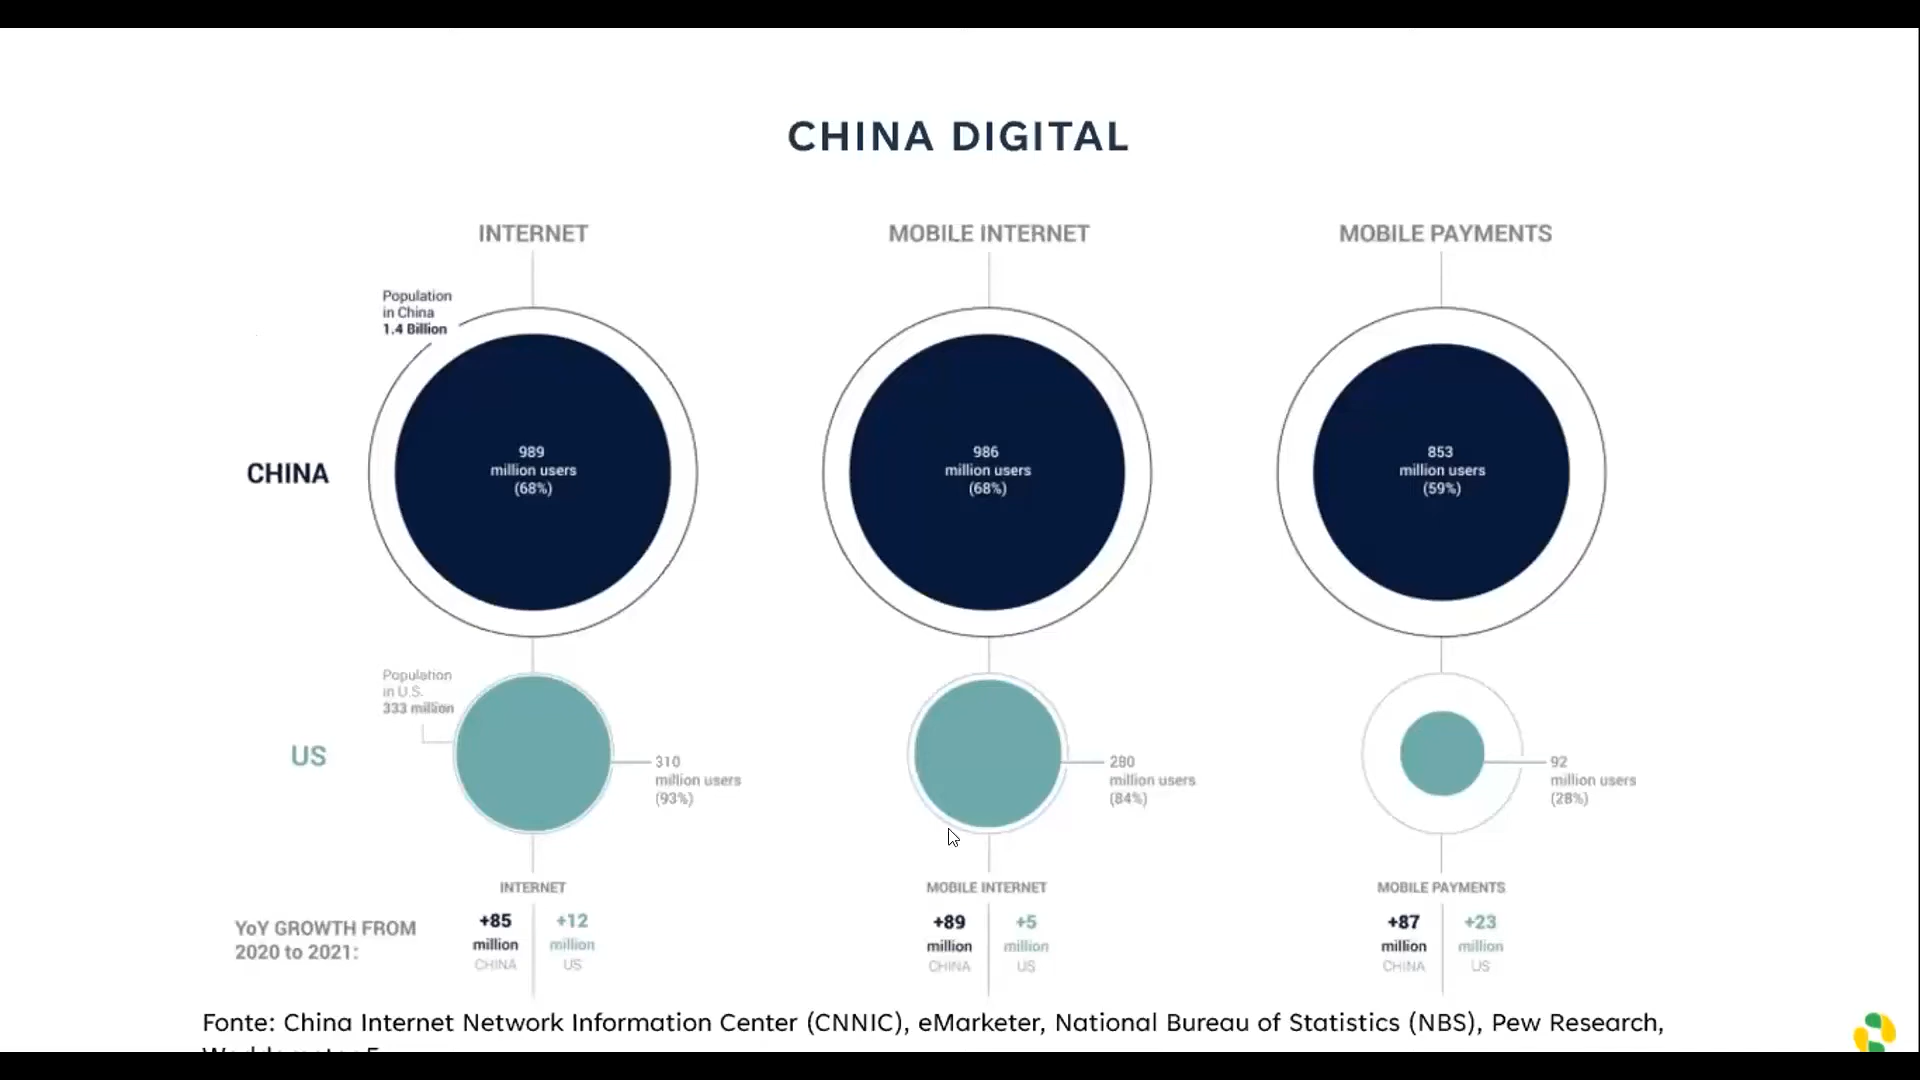 CHINA DIGITAL
INTERNET
MOBILE INTERNET
MOBILE PAYMENTS
Population
in China
1.4 Billion
CHINA
989
million users
(68%)
986
million users
(68%)
853
million users
(59%)
Population
in U.S.
333 million
US
310
million users
(93%)
280
million users
(84%)
92
million users
(28%)
YoY GROWTH FROM
2020 to 2021:
INTERNET
+85
million
CHINA
+12
million
US
MOBILE INTERNET
+89
million
CHINA
+5
million
US
MOBILE PAYMENTS
+87
million
CHINA
+23
million
US
Fonte: China Internet Network Information Center (CNNIC), eMarketer, National Bureau of Statistics (NBS), Pew Research,